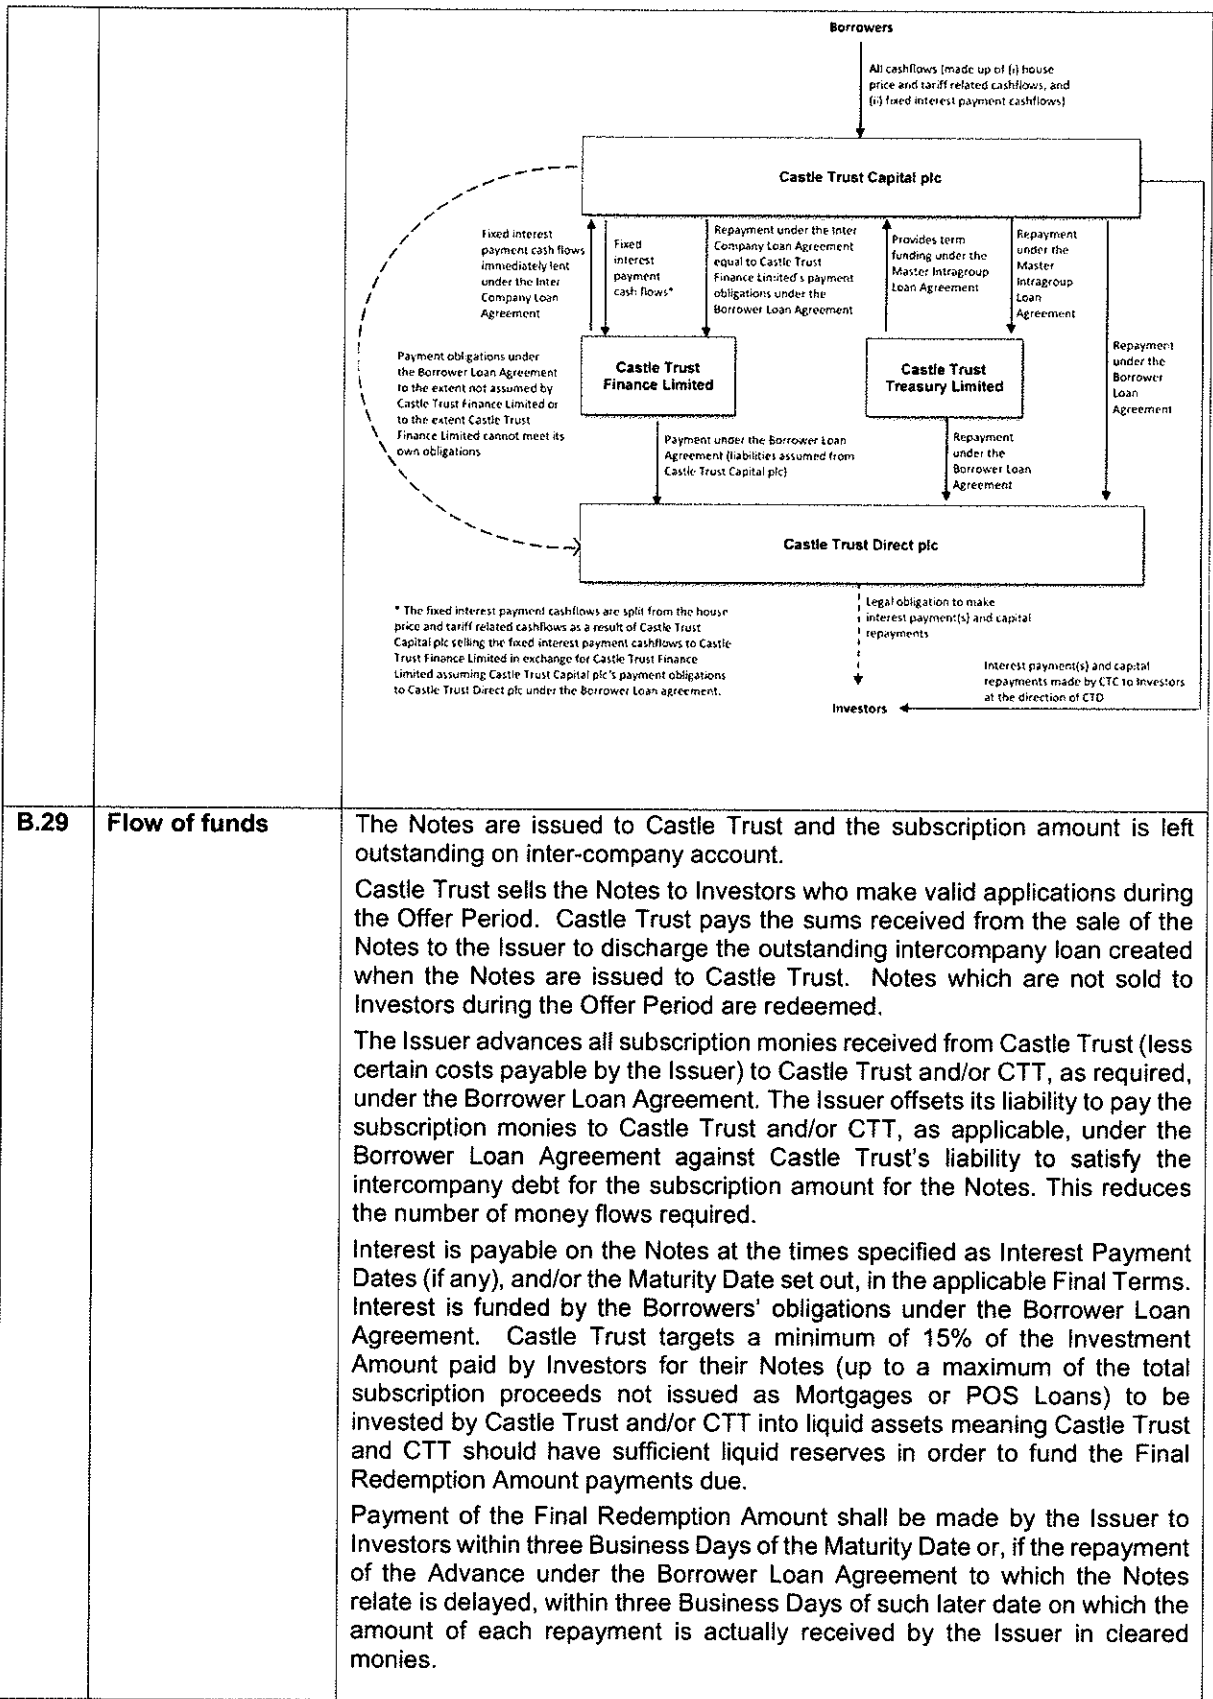 Borrowers
All cashflows (made up of (i) house
price and tariff related cashflows, and
(ii) fixed interest payment cashflows)
Castle Trust Capital plc
Fixed interest
payment cash flows
immediately lent
under the Inter
Company Loan
Agreement
Fixed
interest
payment
cash flows*
Repayment under the Inter
Company Loan Agreement
equal to Castle Trust
Finance Limited's payment
obligations under the
Borrower Loan Agreement
Provides term
funding under the
Master Intragroup
Loan Agreement
Repayment
under the
Master
Intragroup
Loan
Agreement
Repayment
under the
Borrower
Loan
Agreement
Payment obligations under
the Borrower Loan Agreement
to the extent not assumed by
Castle Trust Finance Limited or
to the extent Castle Trust
Finance Limited cannot meet its
own obligations
Castle Trust
Finance Limited
Castle Trust
Treasury Limited
Payment under the Borrower Loan
Agreement (liabilities assumed from
Castle Trust Capital plc)
Repayment
under the
Borrower Loan
Agreement
Castle Trust Direct plc
* The fixed interest payment cashflows are split from the house
price and tariff related cashflows as a result of Castle Trust
Capital plc selling the fixed interest payment cashflows to Castle
Trust Finance Limited in exchange for Castle Trust Finance
Limited assuming Castle Trust Capital plc's payment obligations
to Castle Trust Direct plc under the Borrower Loan agreement.
Legal obligation to make
interest payment(s) and capital
repayments
Interest payment(s) and capital
repayments made by CTC to Investors
at the direction of CTD
Investors
B.29 Flow of funds
The Notes are issued to Castle Trust and the subscription amount is left
outstanding on inter-company account.
Castle Trust sells the Notes to Investors who make valid applications during
the Offer Period. Castle Trust pays the sums received from the sale of the
Notes to the Issuer to discharge the outstanding intercompany loan created
when the Notes are issued to Castle Trust. Notes which are not sold to
Investors during the Offer Period are redeemed.
The Issuer advances all subscription monies received from Castle Trust (less
certain costs payable by the Issuer) to Castle Trust and/or CTT, as required,
under the Borrower Loan Agreement. The Issuer offsets its liability to pay the
subscription monies to Castle Trust and/or CTT, as applicable, under the
Borrower Loan Agreement against Castle Trust's liability to satisfy the
intercompany debt for the subscription amount for the Notes. This reduces
the number of money flows required.
Interest is payable on the Notes at the times specified as Interest Payment
Dates (if any), and/or the Maturity Date set out, in the applicable Final Terms.
Interest is funded by the Borrowers' obligations under the Borrower Loan
Agreement. Castle Trust targets a minimum of 15% of the Investment
Amount paid by Investors for their Notes (up to a maximum of the total
subscription proceeds not issued as Mortgages or POS Loans) to be
invested by Castle Trust and/or CTT into liquid assets meaning Castle Trust
and CTT should have sufficient liquid reserves in order to fund the Final
Redemption Amount payments due.
Payment of the Final Redemption Amount shall be made by the Issuer to
Investors within three Business Days of the Maturity Date or, if the repayment
of the Advance under the Borrower Loan Agreement to which the Notes
relate is delayed, within three Business Days of such later date on which the
amount of each repayment is actually received by the Issuer in cleared
monies.